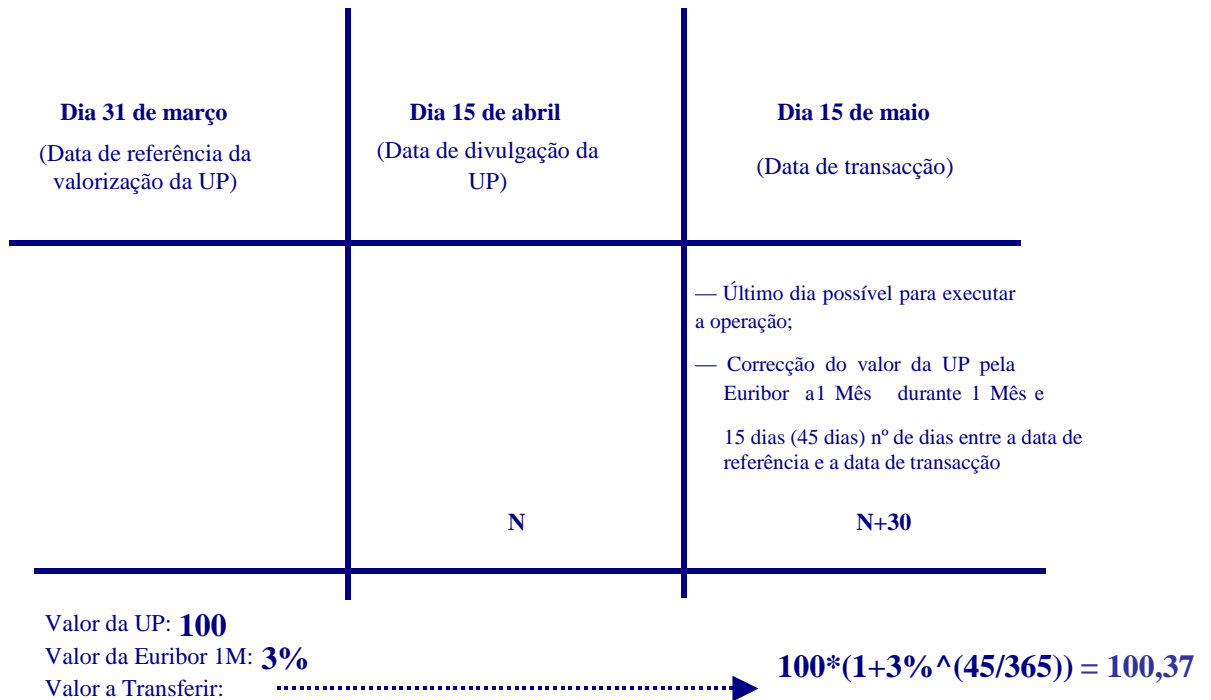 Dia 31 de março
(Data de referência da
valorização da UP)
Dia 15 de abril
(Data de divulgação da
UP)
Dia 15 de maio
(Data de transacção)
— Último dia possível para executar
a operação;
— Correcção do valor da UP pela
Euribor a1 Mês durante 1 Mês e
15 dias (45 dias) nº de dias entre a data de
referência e a data de transacção
N
N+30
Valor da UP: 100
Valor da Euribor 1M: 3%
Valor a Transferir:
100*(1+3%^(45/365)) = 100,37